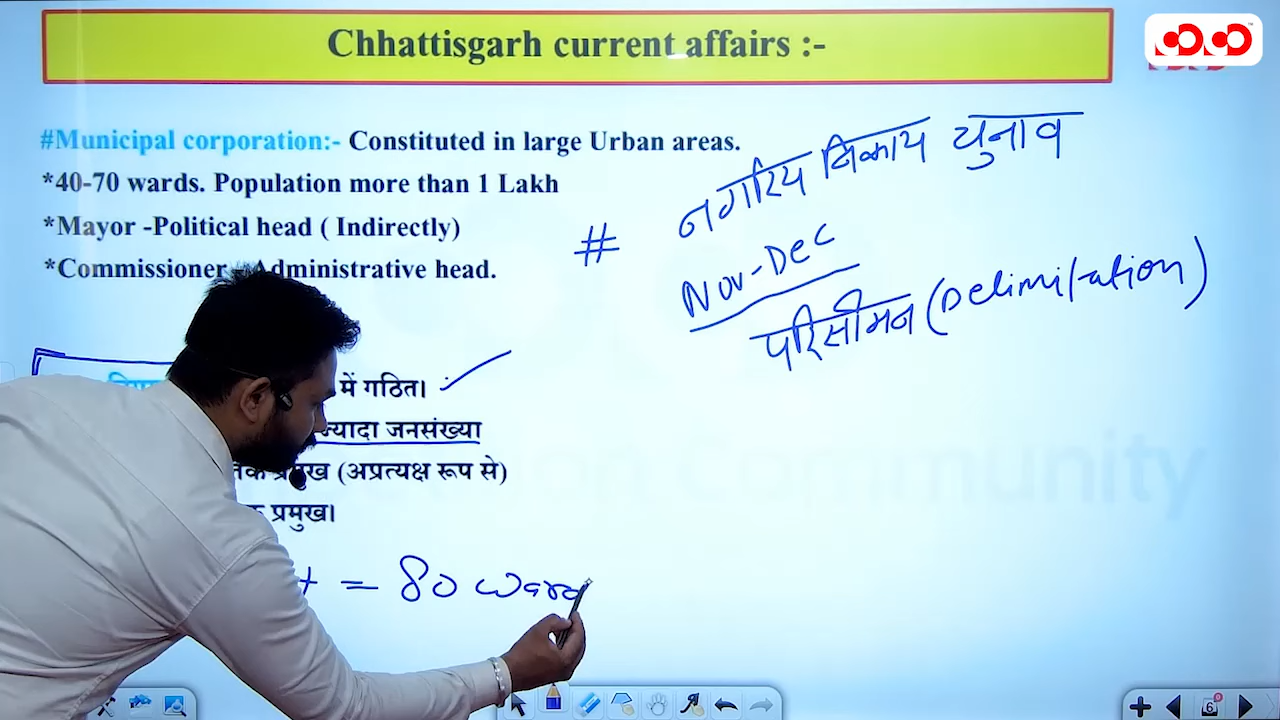 Chhattisgarh current affairs :-
#Municipal corporation:- Constituted in large Urban areas.
*40-70 wards. Population more than 1 Lakh
*Mayor -Political head ( Indirectly)
*Commissioner - Administrative head.
# नगरिय निकाय चुनाव
Nov-Dec
परिसीमन (Delimitation)
में गठित।
ज्यादा जनसंख्या
प्रमुख (अप्रत्यक्ष रूप से)
प्रमुख।
+ = 80 ward
Community
6